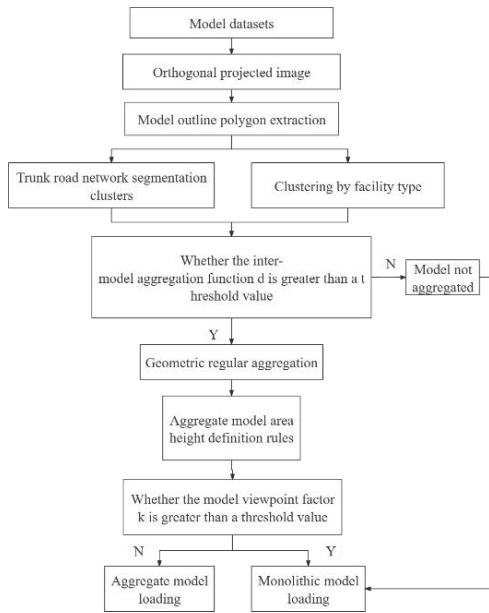 Model datasets
Orthogonal projected image
Model outline polygon extraction
Trunk road network segmentation
clusters
Clustering by facility type
Whether the inter-
model aggregation function d is greater than a t
hreshold value
N
Model not
aggregated
Y
Geometric regular aggregation
Aggregate model area
height definition rules
Whether the model viewpoint factor
k is greater than a threshold value
N
Y
Aggregate model
loading
Monolithic model
loading